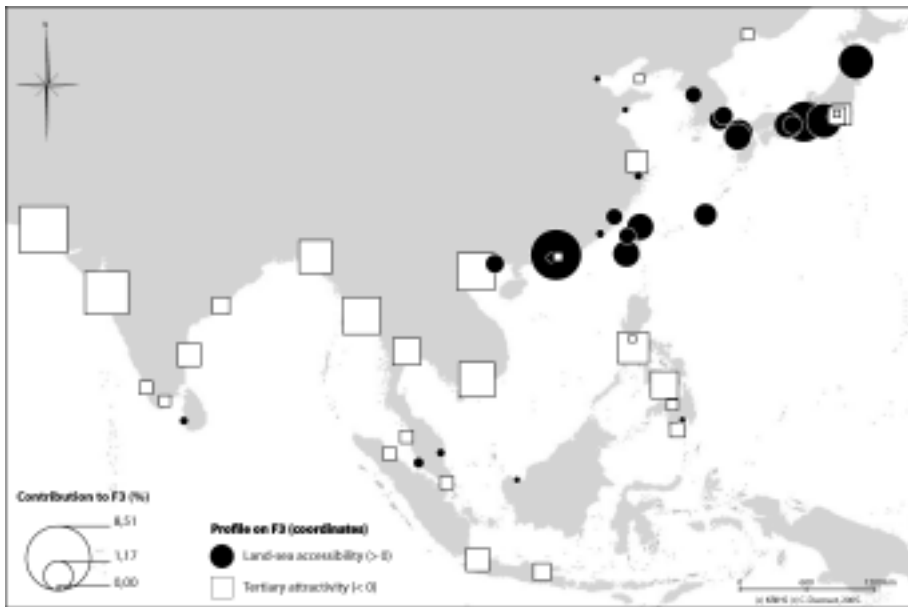 N
Contribution to F3 (%)
8,51
1,17
0,00
Profile on F3 (coordinates)
Land-sea accessibility (> 0)
Tertiary attractivity (< 0)
0